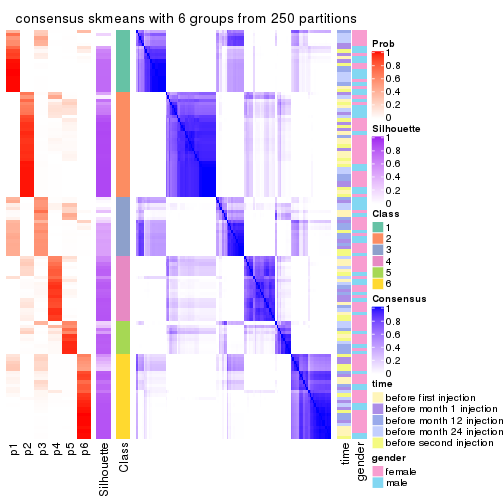 consensus skmeans with 6 groups from 250 partitions
Prob
1
0.8
0.6
0.4
0.2
0
Silhouette
1
0.8
0.6
0.4
0.2
0
Class
1
2
3
4
5
6
Consensus
1
0.8
0.6
0.4
0.2
0
time
before first injection
before month 1 injection
before month 12 injection
before month 24 injection
before second injection
gender
female
male
p1
p2
p3
p4
p5
p6
Silhouette
Class
time
gender